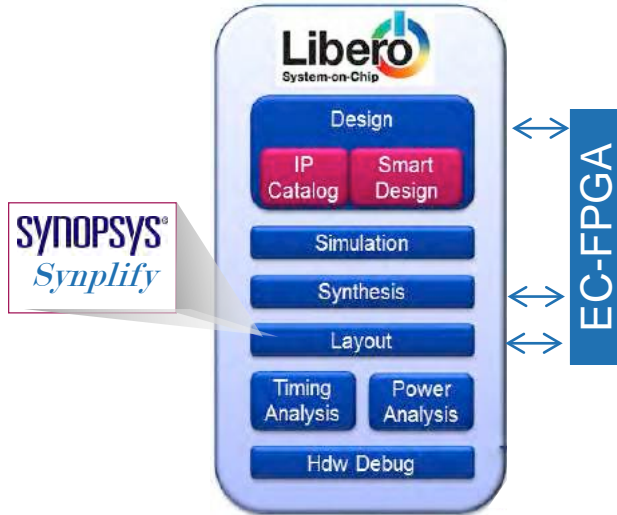 Libero
System-on-Chip
Design
IP
Catalog
Smart
Design
SYNOPSYS®
Synplify
Simulation
Synthesis
Layout
Timing
Analysis
Power
Analysis
Hdw Debug
EC-FPGA